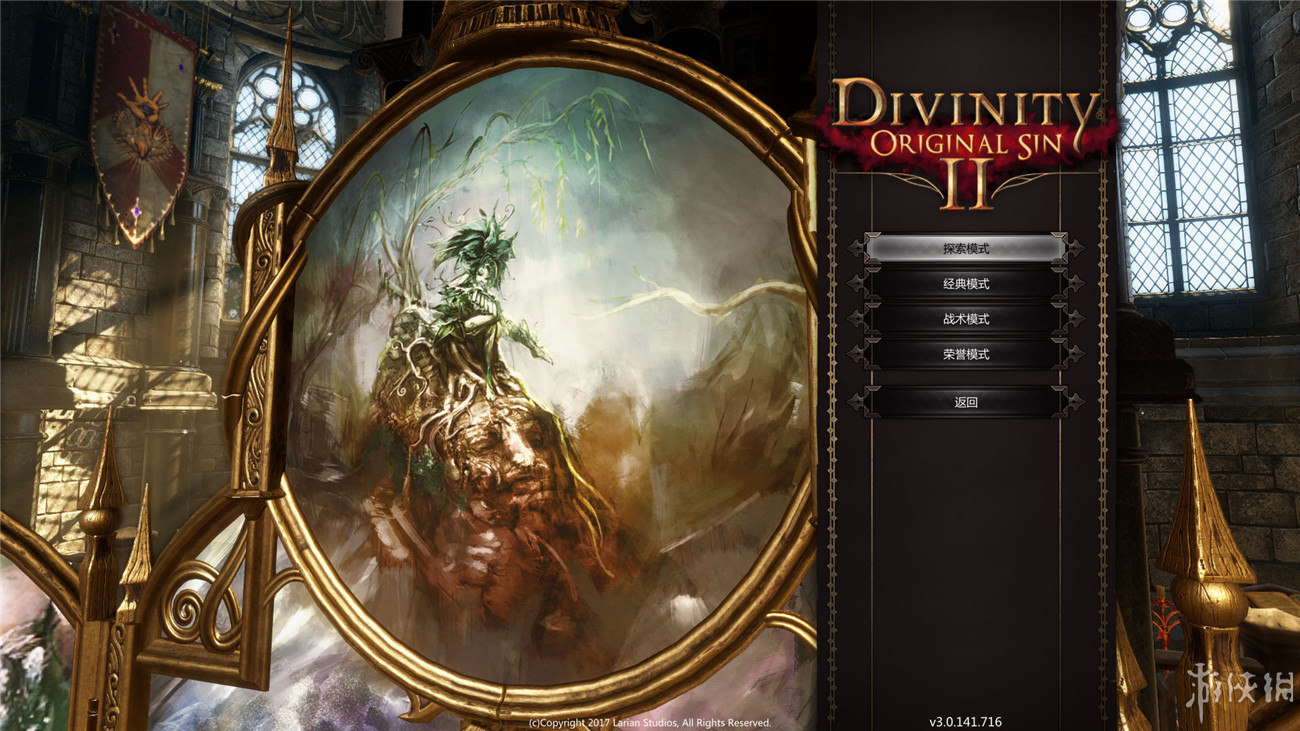 DIVINITY
ORIGINAL SIN
II
探索模式
经典模式
战术模式
荣誉模式
返回
(c)Copyright 2017 Larian Studios, All Rights Reserved.
v3.0.141.716
游侠網